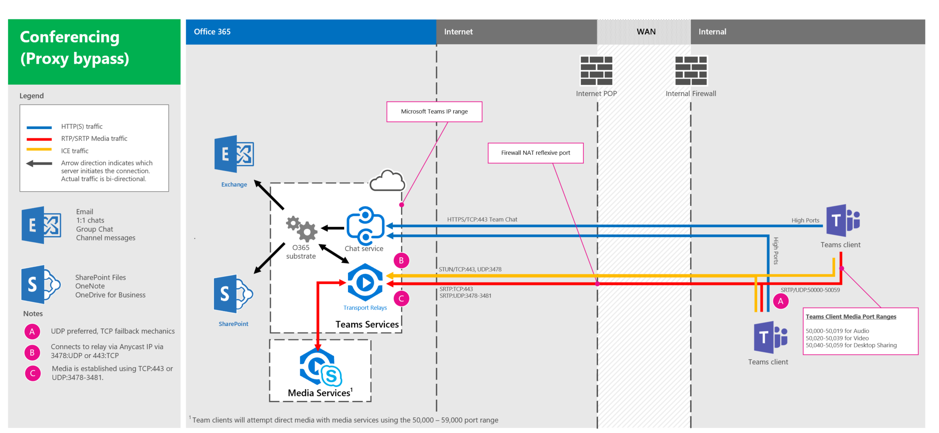 Conferencing
(Proxy bypass)
Office 365
Internet
WAN
Internal
Legend
HTTP(S) traffic
RTP/SRTP Media traffic
ICE traffic
Arrow direction indicates which
server initiates the connection.
Actual traffic is bi-directional.
Email
1:1 chats
Group Chat
Channel messages
SharePoint Files
OneNote
OneDrive for Business
Notes
A UDP preferred, TCP failback mechanics
B Connects to relay via Anycast IP via
3478:UDP or 443:TCP
C Media is established using TCP:443 or
UDP:3478-3481.
Internet POP
Internal Firewall
Microsoft Teams IP range
Firewall NAT reflexive port
Exchange
O365
substrate
Chat service
HTTPS/TCP:443 Team Chat
High Ports
Teams client
High Ports
B
STUN/TCP:443, UDP:3478
C
SRTP:TCP:443
SRTP:UDP:3478-3481
SRTP/UDP:50000-50059
A
SharePoint
Transport Relays
Teams Services
Teams Client Media Port Ranges
50,000-50,019 for Audio
50,020-50,039 for Video
50,040-50,059 for Desktop Sharing
Teams client
Media Services1
1 Team clients will attempt direct media with media services using the 50,000 – 59,000 port range